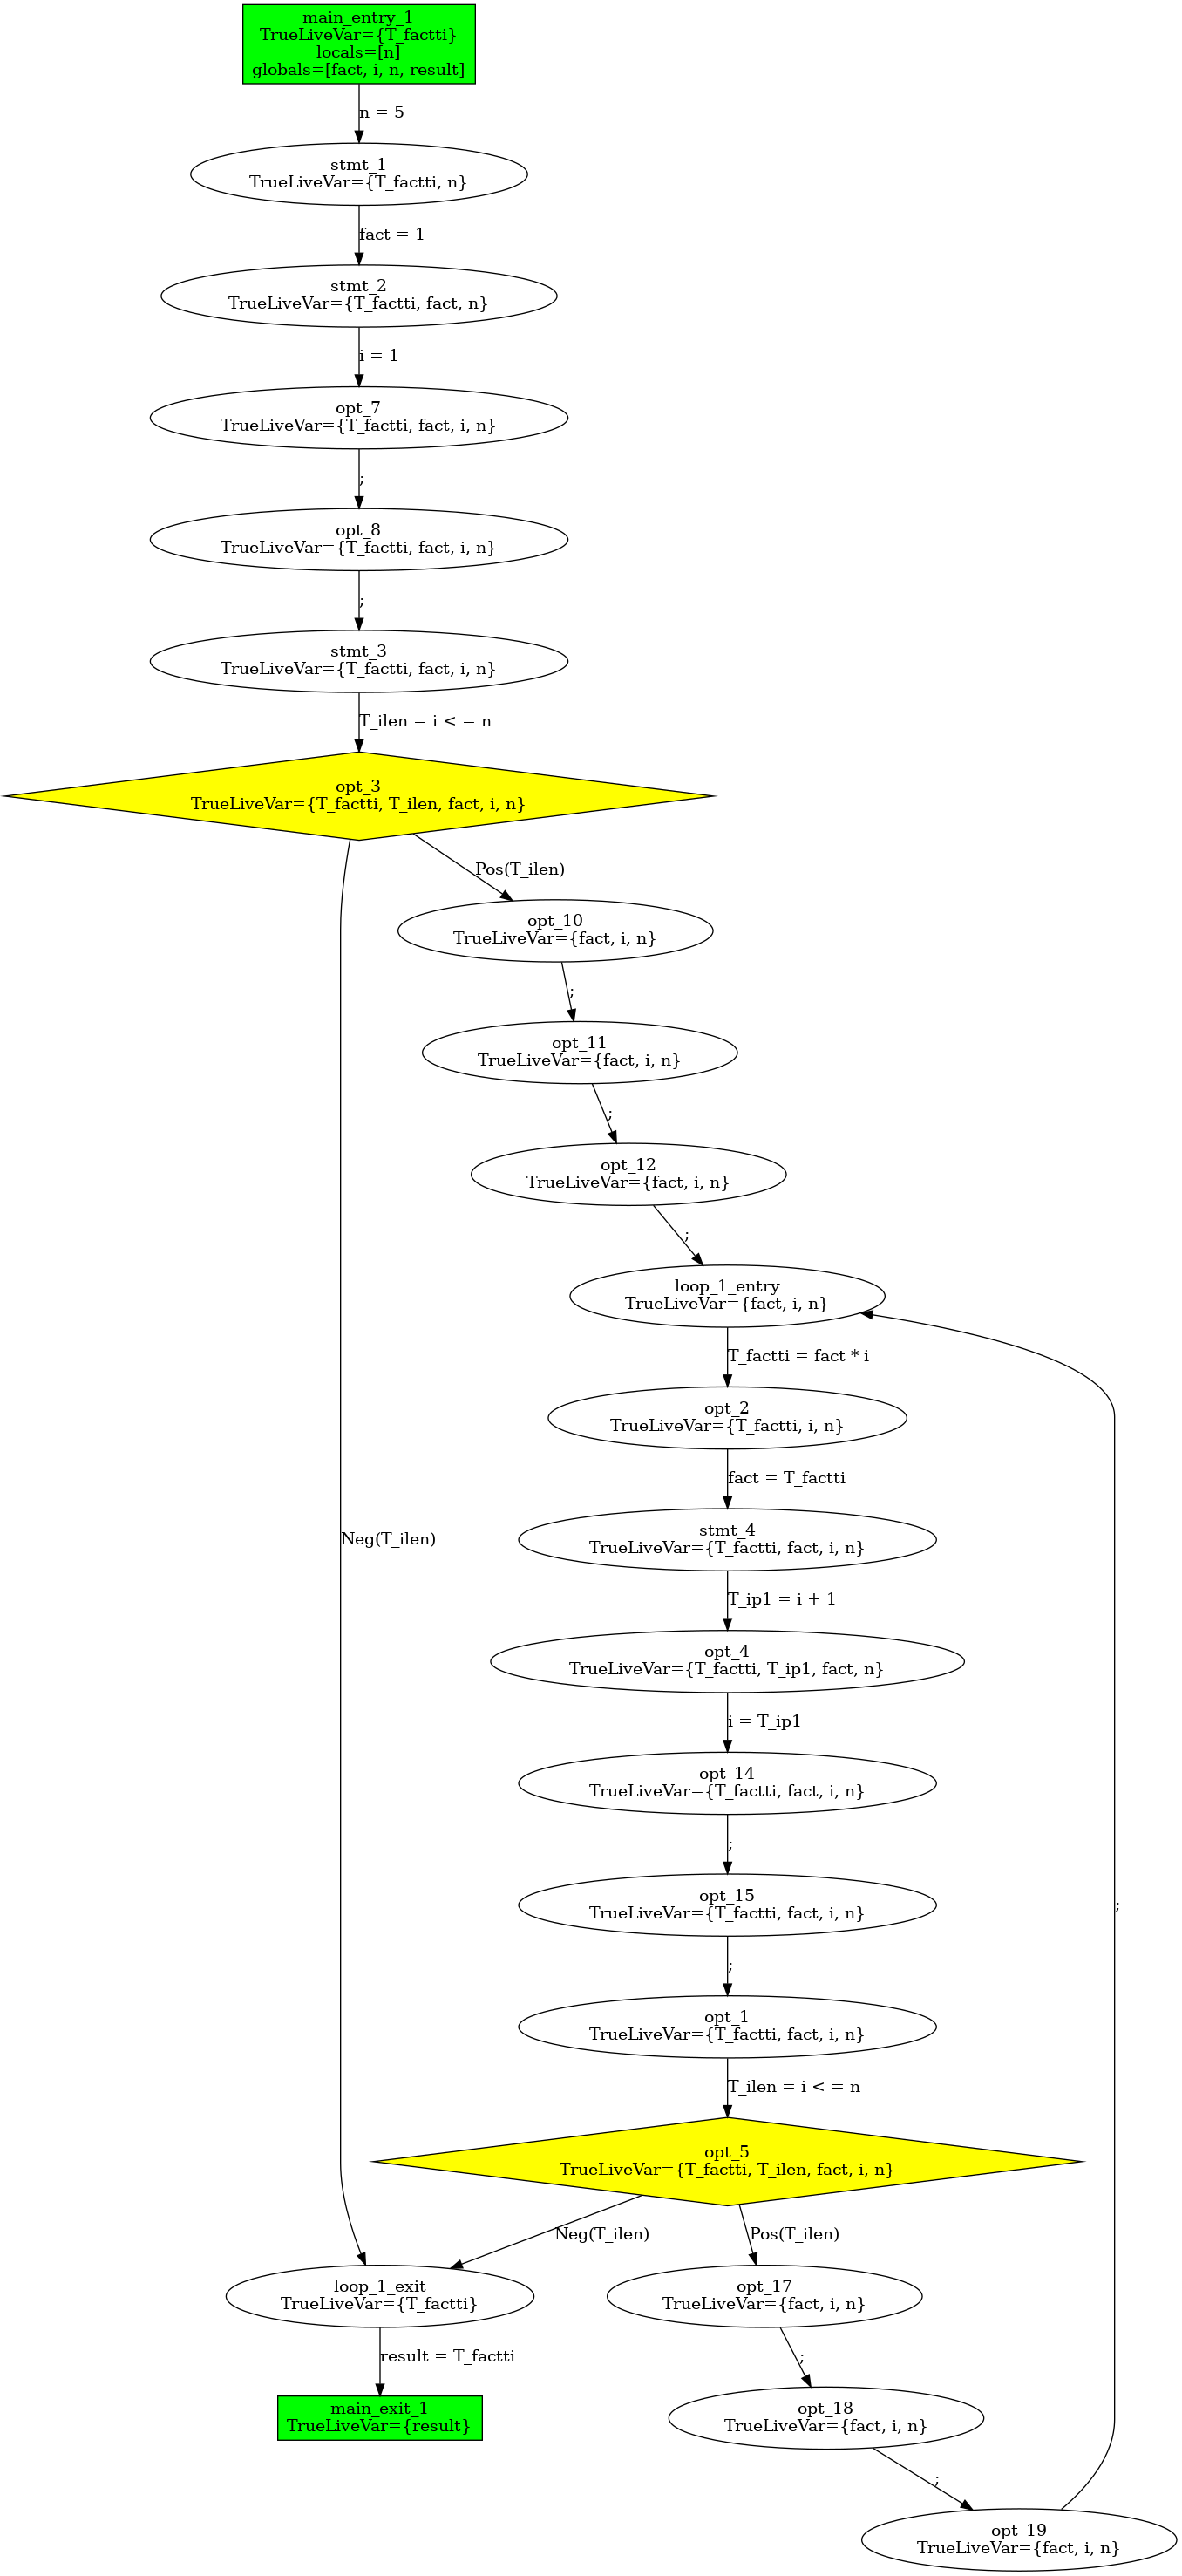 main_entry_1
TrueLiveVar={T_factti}
locals=[n]
globals=[fact, i, n, result]
n = 5
stmt_1
TrueLiveVar={T_factti, n}
fact = 1
stmt_2
TrueLiveVar={T_factti, fact, n}
i = 1
opt_7
TrueLiveVar={T_factti, fact, i, n}
;
opt_8
TrueLiveVar={T_factti, fact, i, n}
;
stmt_3
TrueLiveVar={T_factti, fact, i, n}
T_ilen = i < = n
opt_3
TrueLiveVar={T_factti, T_ilen, fact, i, n}
Pos(T_ilen)
opt_10
TrueLiveVar={fact, i, n}
;
opt_11
TrueLiveVar={fact, i, n}
;
opt_12
TrueLiveVar={fact, i, n}
;
loop_1_entry
TrueLiveVar={fact, i, n}
T_factti = fact * i
opt_2
TrueLiveVar={T_factti, i, n}
fact = T_factti
Neg(T_ilen)
stmt_4
TrueLiveVar={T_factti, fact, i, n}
T_ip1 = i + 1
opt_4
TrueLiveVar={T_factti, T_ip1, fact, n}
i = T_ip1
opt_14
TrueLiveVar={T_factti, fact, i, n}
;
opt_15
TrueLiveVar={T_factti, fact, i, n}
;
;
opt_1
TrueLiveVar={T_factti, fact, i, n}
T_ilen = i < = n
opt_5
TrueLiveVar={T_factti, T_ilen, fact, i, n}
Neg(T_ilen)
Pos(T_ilen)
loop_1_exit
TrueLiveVar={T_factti}
opt_17
TrueLiveVar={fact, i, n}
result = T_factti
;
main_exit_1
TrueLiveVar={result}
opt_18
TrueLiveVar={fact, i, n}
;
opt_19
TrueLiveVar={fact, i, n}